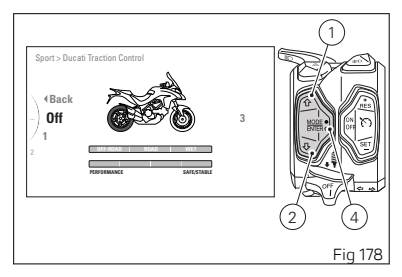 Sport > Ducati Traction Control
Back
Off
1
2
3
OFF-ROAD ROAD WET
PERFORMANCE SAFE/STABLE
1
RES
ON
OFF
SET
MODE
ENTER
OFF
2
4
Fig 178